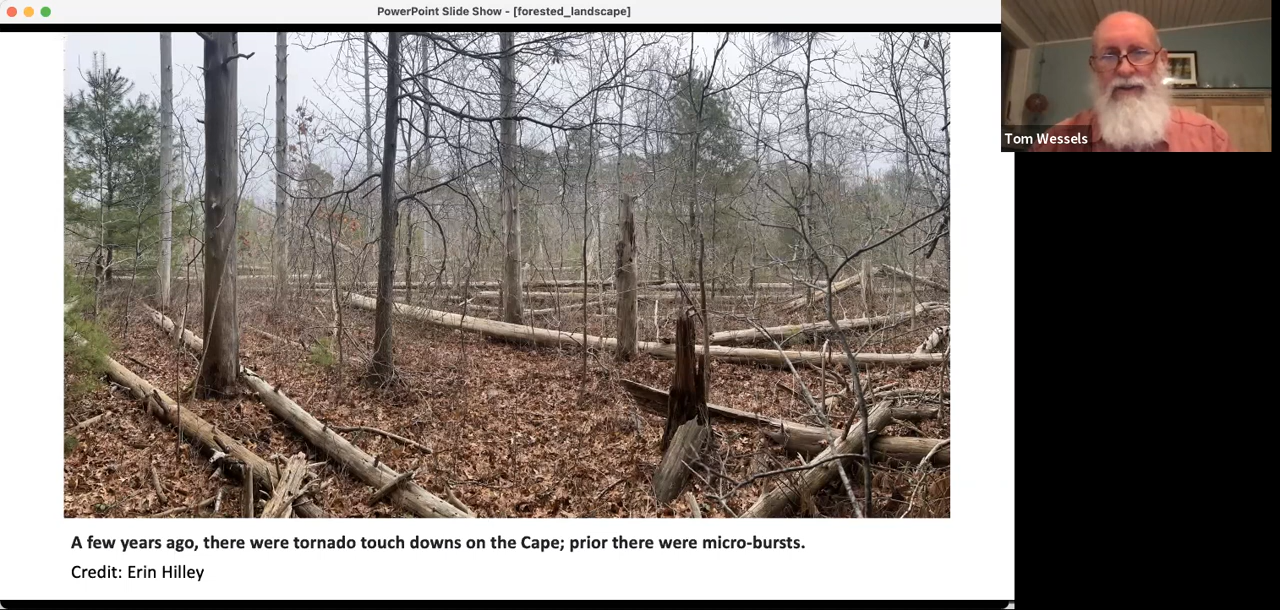 PowerPoint Slide Show - [forested_landscape]
Tom Wessels
A few years ago, there were tornado touch downs on the Cape; prior there were micro-bursts.
Credit: Erin Hilley